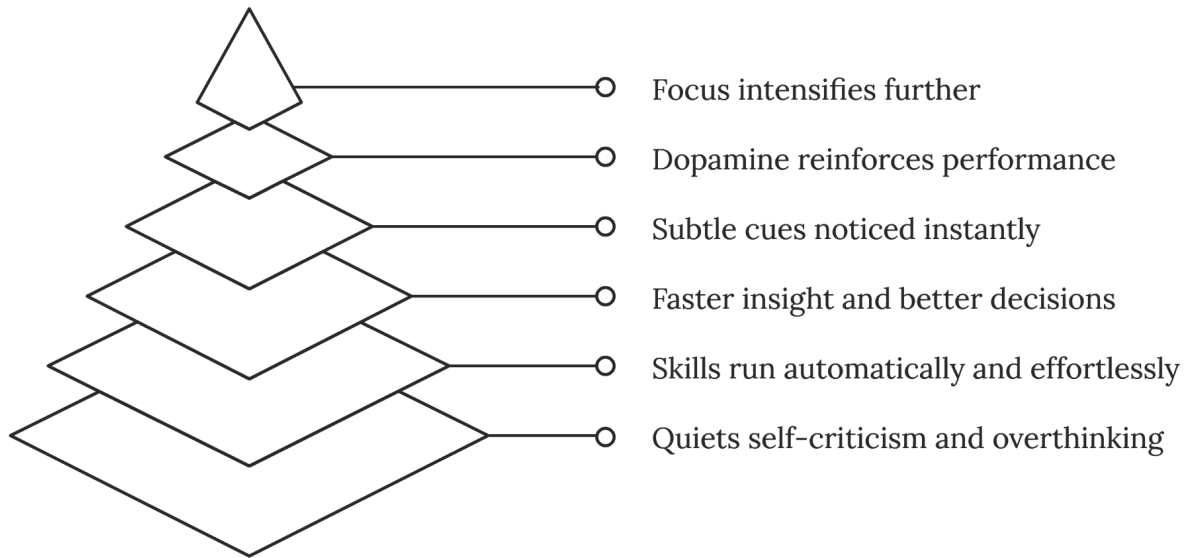 Focus intensifies further
Dopamine reinforces performance
Subtle cues noticed instantly
Faster insight and better decisions
Skills run automatically and effortlessly
Quiets self-criticism and overthinking